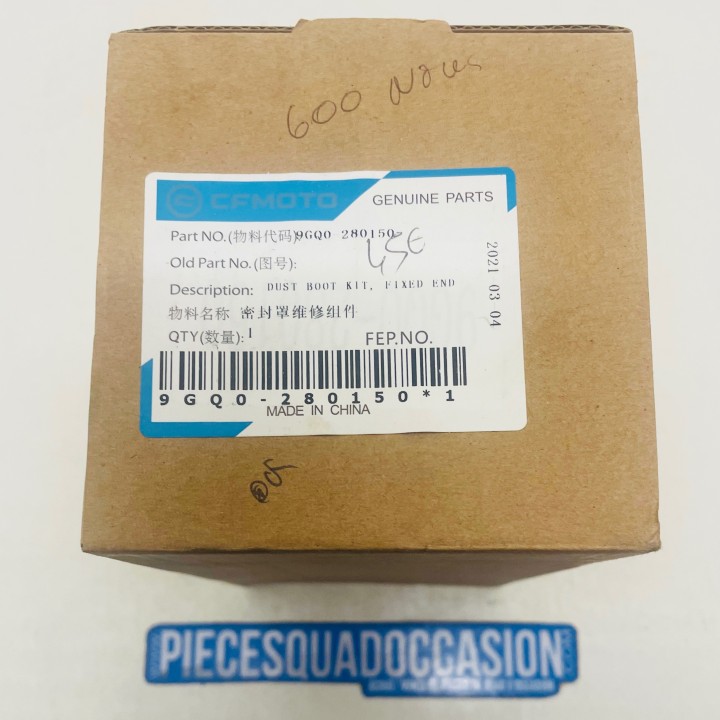 600
CFMOTO
GENUINE PARTS
Part NO.(物料代码)9GQ0 280150
Old Part No.(图号):
Description: DUST BOOT KIT, FIXED END
物料名称 密封罩维修组件
QTY(数量):1
FEP.NO.
2021 03 04
9GQ0-280150*1
MADE IN CHINA
PIECESQUADOCCASION